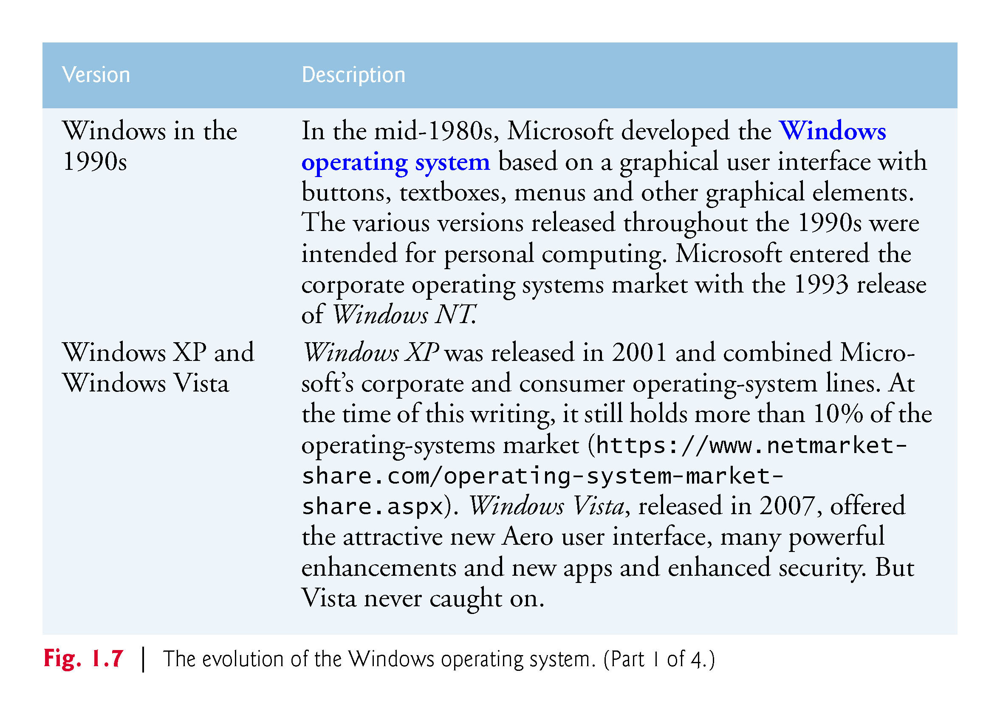 Version Description
Windows in the
1990s
In the mid-1980s, Microsoft developed the Windows
operating system based on a graphical user interface with
buttons, textboxes, menus and other graphical elements.
The various versions released throughout the 1990s were
intended for personal computing. Microsoft entered the
corporate operating systems market with the 1993 release
of Windows NT.
Windows XP and
Windows Vista
Windows XP was released in 2001 and combined Micro-
soft’s corporate and consumer operating-system lines. At
the time of this writing, it still holds more than 10% of the
operating-systems market (https://www.netmarket-
share.com/operating-system-market-
share.aspx). Windows Vista, released in 2007, offered
the attractive new Aero user interface, many powerful
enhancements and new apps and enhanced security. But
Vista never caught on.
Fig. 1.7 | The evolution of the Windows operating system. (Part 1 of 4.)